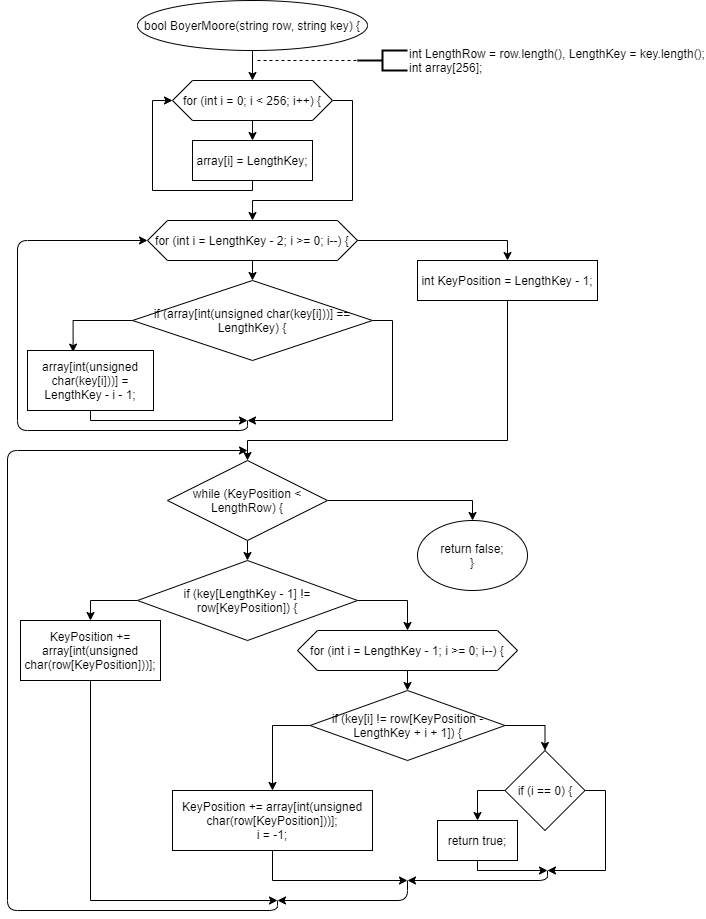 bool BoyerMoore(string row, string key) {
int LengthRow = row.length(), LengthKey = key.length();
int array[256];
for (int i = 0; i < 256; i++) {
array[i] = LengthKey;
for (int i = LengthKey - 2; i >= 0; i--) {
int KeyPosition = LengthKey - 1;
if (array[int(unsigned char(key[i]))] ==
LengthKey) {
array[int(unsigned
char(key[i]))] =
LengthKey - i - 1;
while (KeyPosition <
LengthRow) {
return false;
}
if (key[LengthKey - 1] !=
row[KeyPosition]) {
KeyPosition +=
array[int(unsigned
char(row[KeyPosition]))];
for (int i = LengthKey - 1; i >= 0; i--) {
if (key[i] != row[KeyPosition -
LengthKey + i + 1]) {
if (i == 0) {
KeyPosition += array[int(unsigned
char(row[KeyPosition]))];
i = -1;
return true;